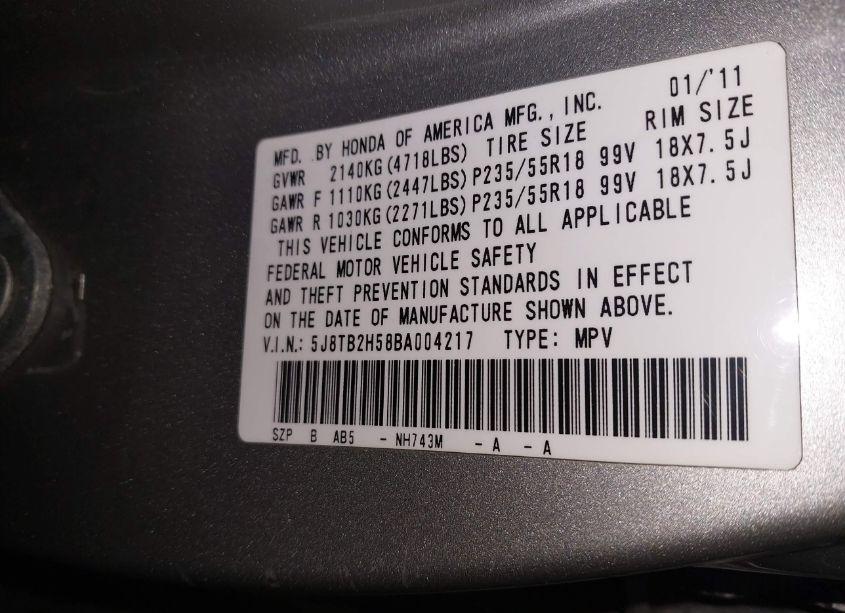 01/'11
MFD. BY HONDA OF AMERICA MFG., INC.
GVWR 2140KG(4718LBS) TIRE SIZE RIM SIZE
GAWR F 1110KG(2447LBS) P235/55R18 99V 18X7.5J
GAWR R 1030KG(2271LBS) P235/55R18 99V 18X7.5J
THIS VEHICLE CONFORMS TO ALL APPLICABLE
FEDERAL MOTOR VEHICLE SAFETY
AND THEFT PREVENTION STANDARDS IN EFFECT
ON THE DATE OF MANUFACTURE SHOWN ABOVE.
V.I.N.: 5J8TB2H58BA004217 TYPE: MPV
SZP B AB5 - NH743M - A - A